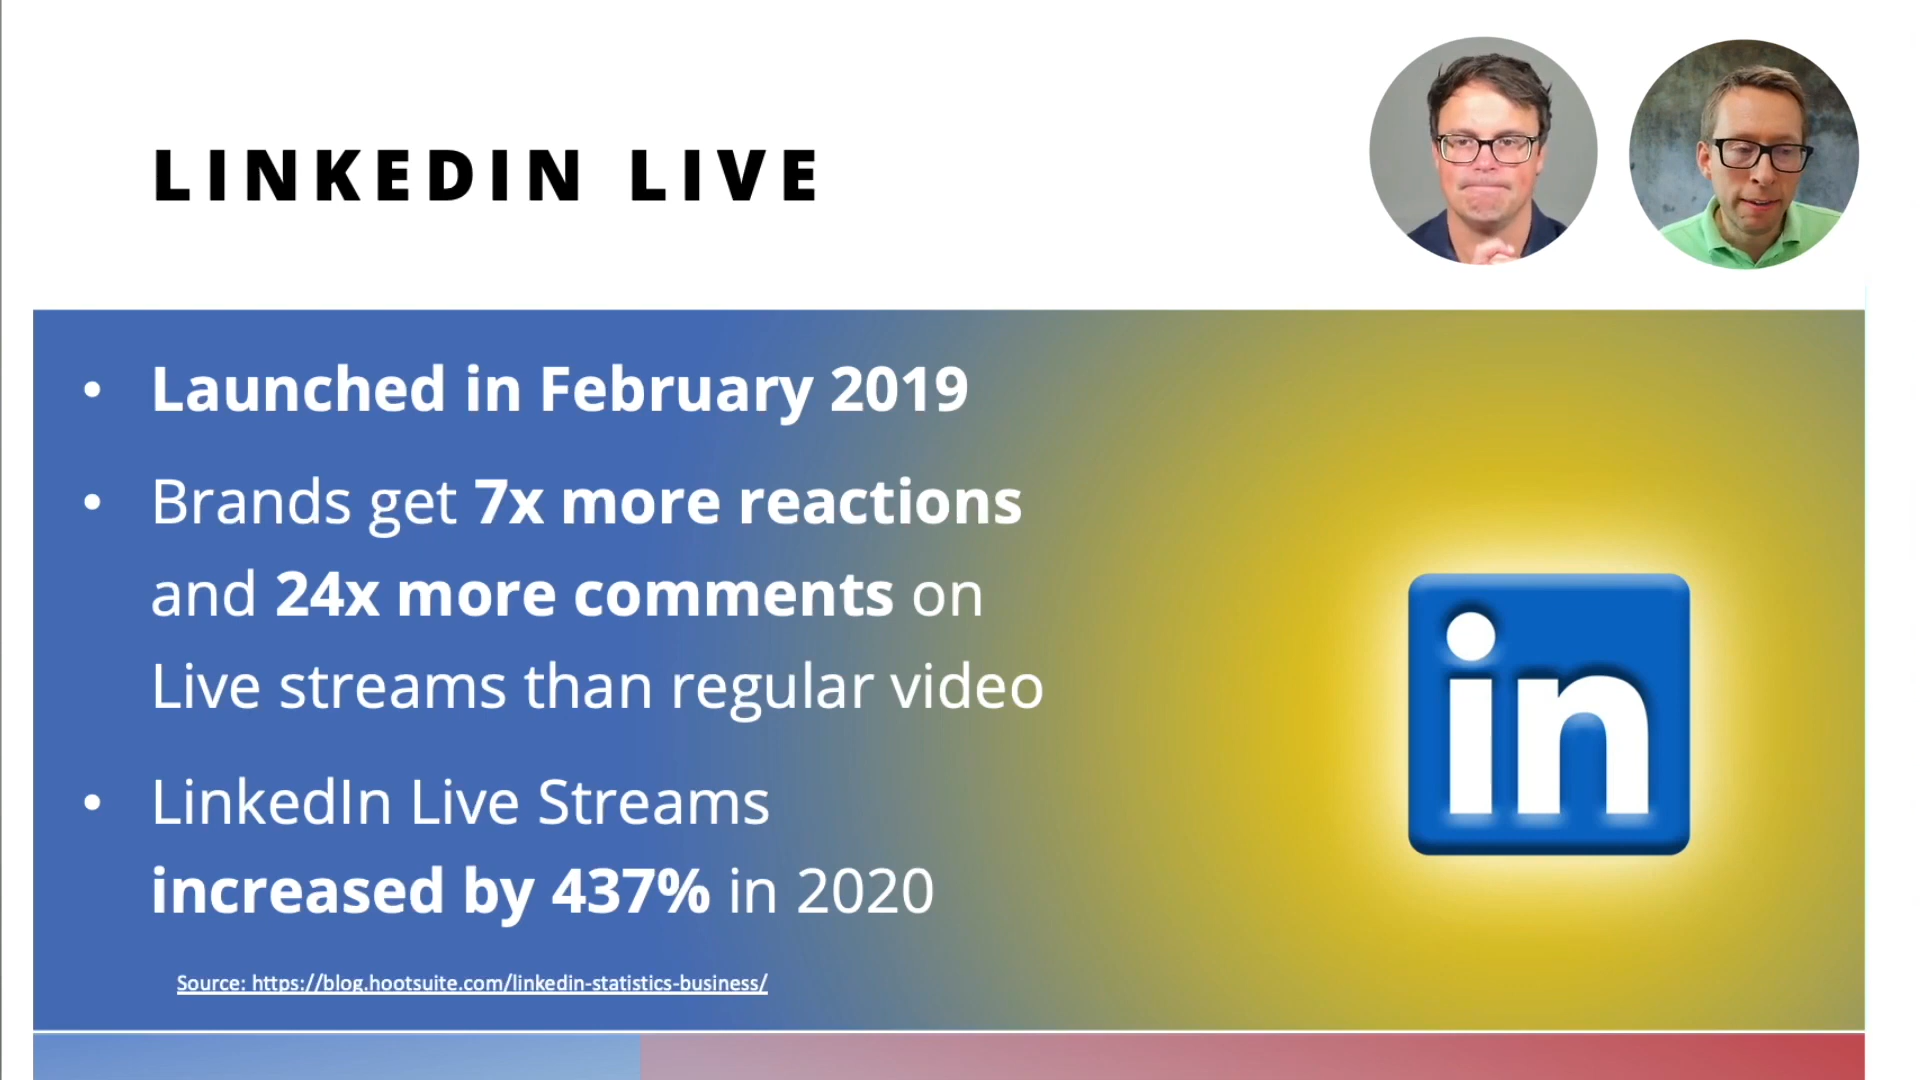 LINKEDIN LIVE
• Launched in February 2019
• Brands get 7x more reactions
and 24x more comments on
Live streams than regular video
• LinkedIn Live Streams
increased by 437% in 2020
Source: https://blog.hootsuite.com/linkedin-statistics-business/
in